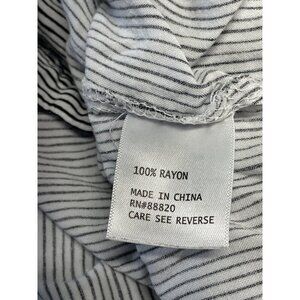 100% RAYON
MADE IN CHINA
RN#88820
CARE SEE REVERSE